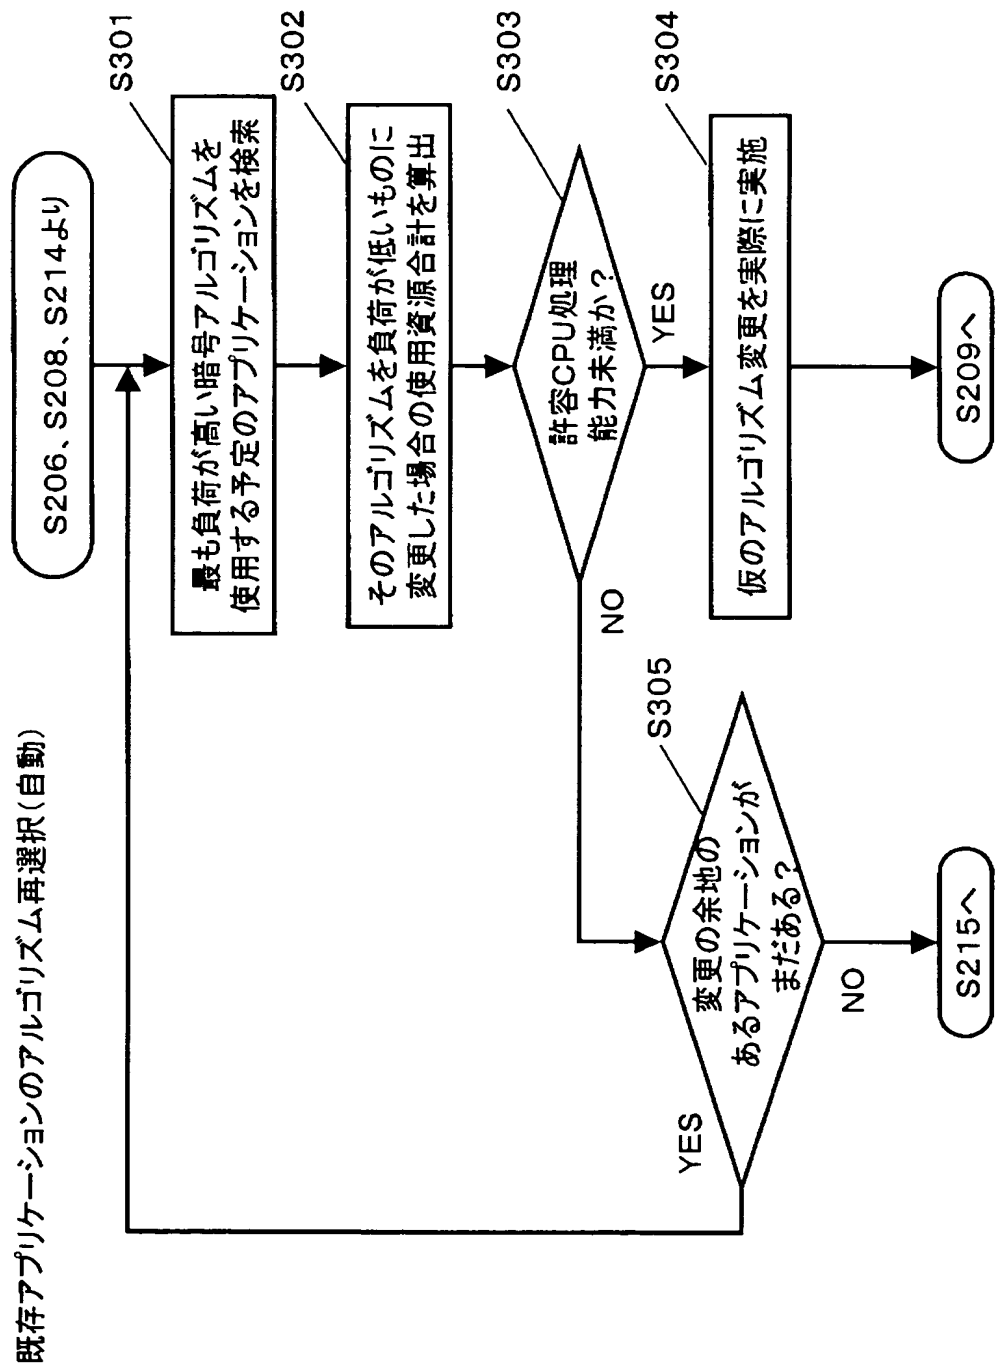 既存アプリケーションのアルゴリズム再選択(自動)
S206、S208、S214より
S301
最も負荷が高い暗号アルゴリズムを
使用する予定のアプリケーションを検索
S302
そのアルゴリズムを負荷が低いものに
変更した場合の使用資源合計を算出
S303
許容CPU処理
能力未満か?
YES
NO
S304
仮のアルゴリズム変更を実際に実施
S209へ
S305
変更の余地の
あるアプリケーションが
まだある?
YES
NO
S215へ